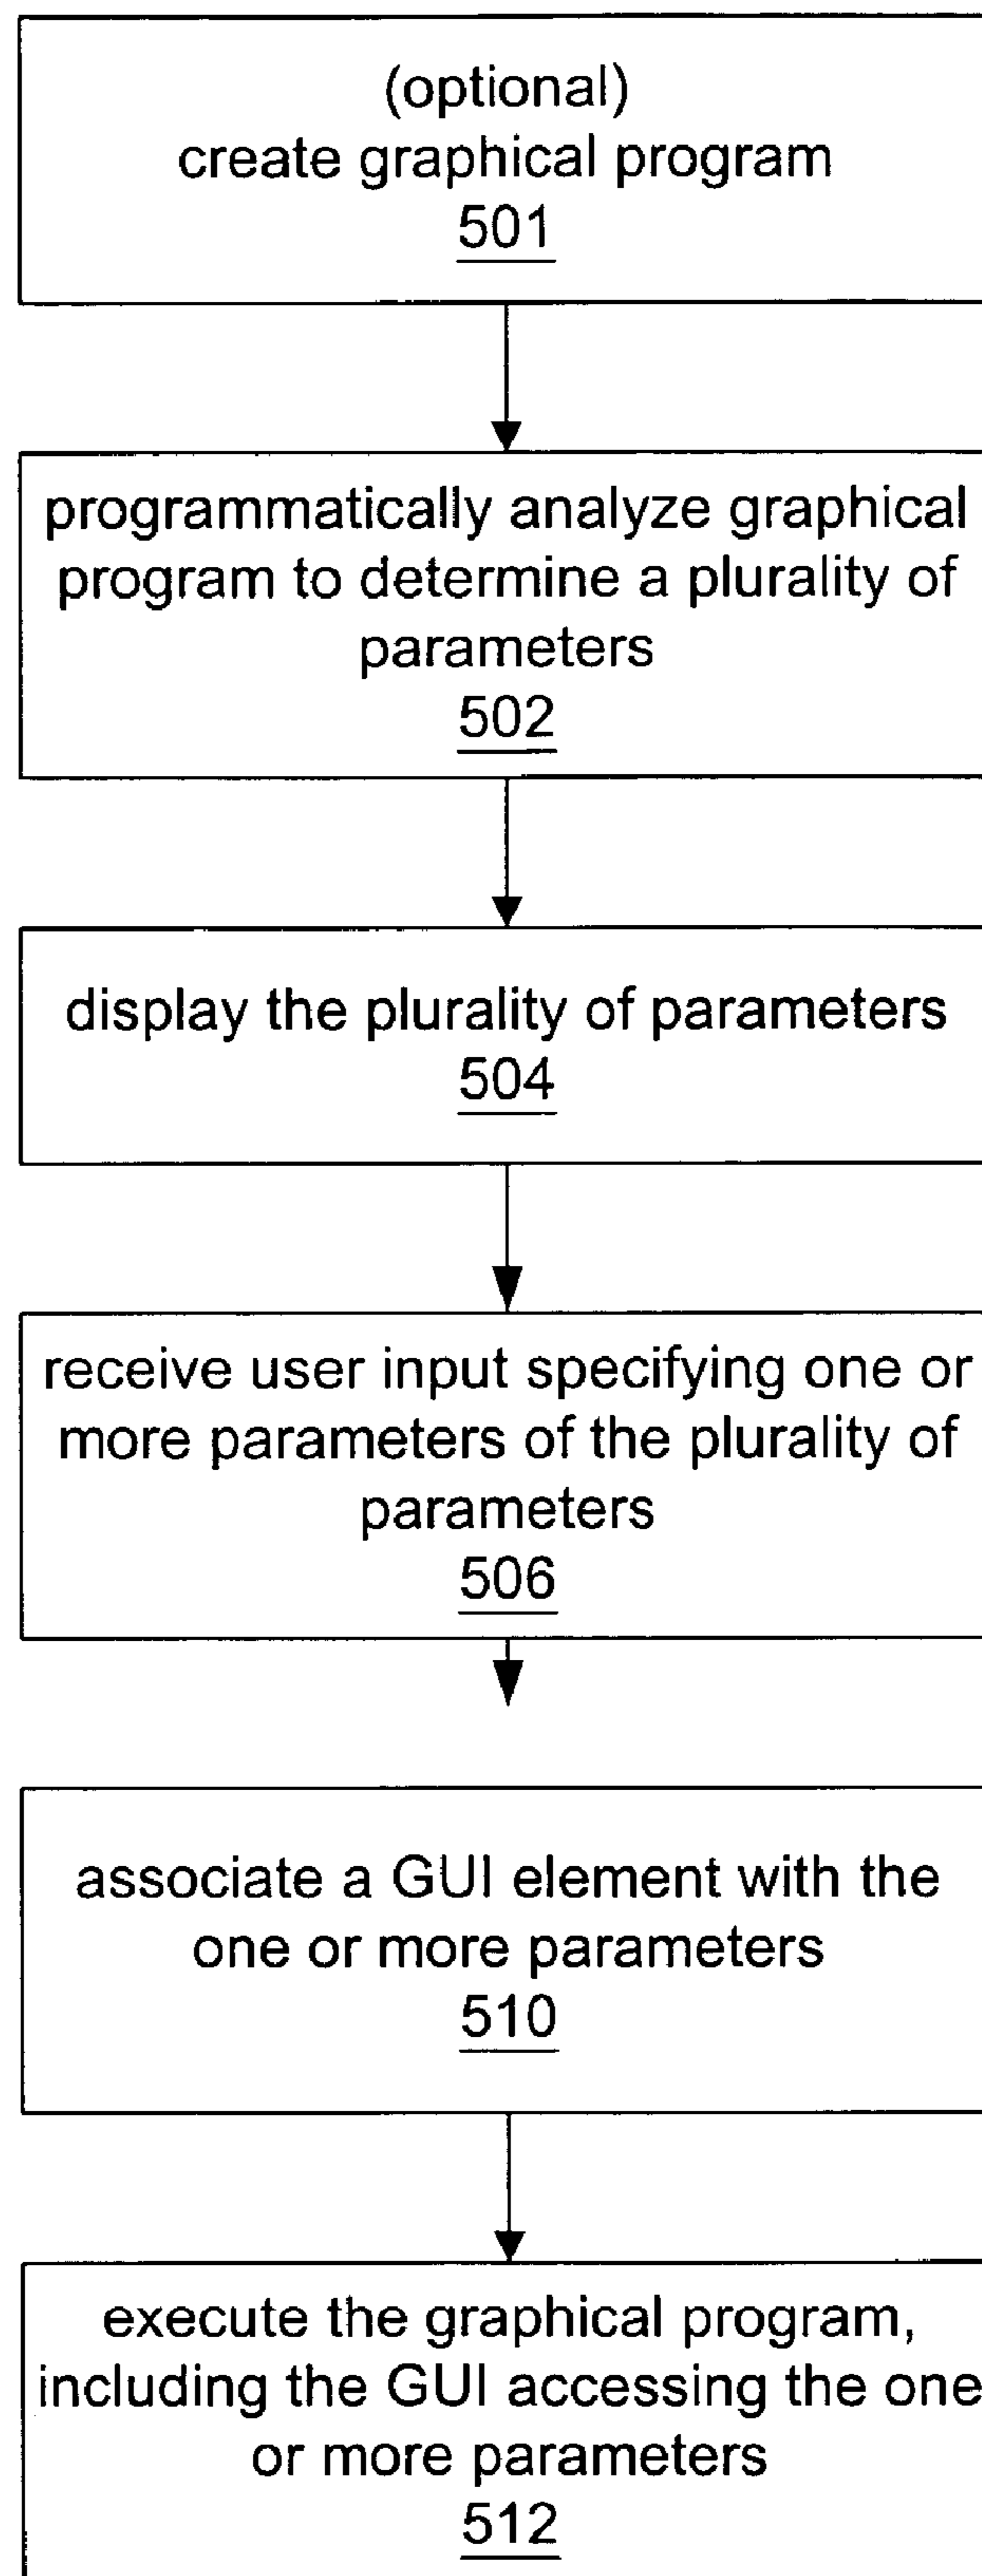 (optional)
create graphical program
501
programmatically analyze graphical
program to determine a plurality of
parameters
502
display the plurality of parameters
504
receive user input specifying one or
more parameters of the plurality of
parameters
506
associate a GUI element with the
one or more parameters
510
execute the graphical program,
including the GUI accessing the one
or more parameters
512